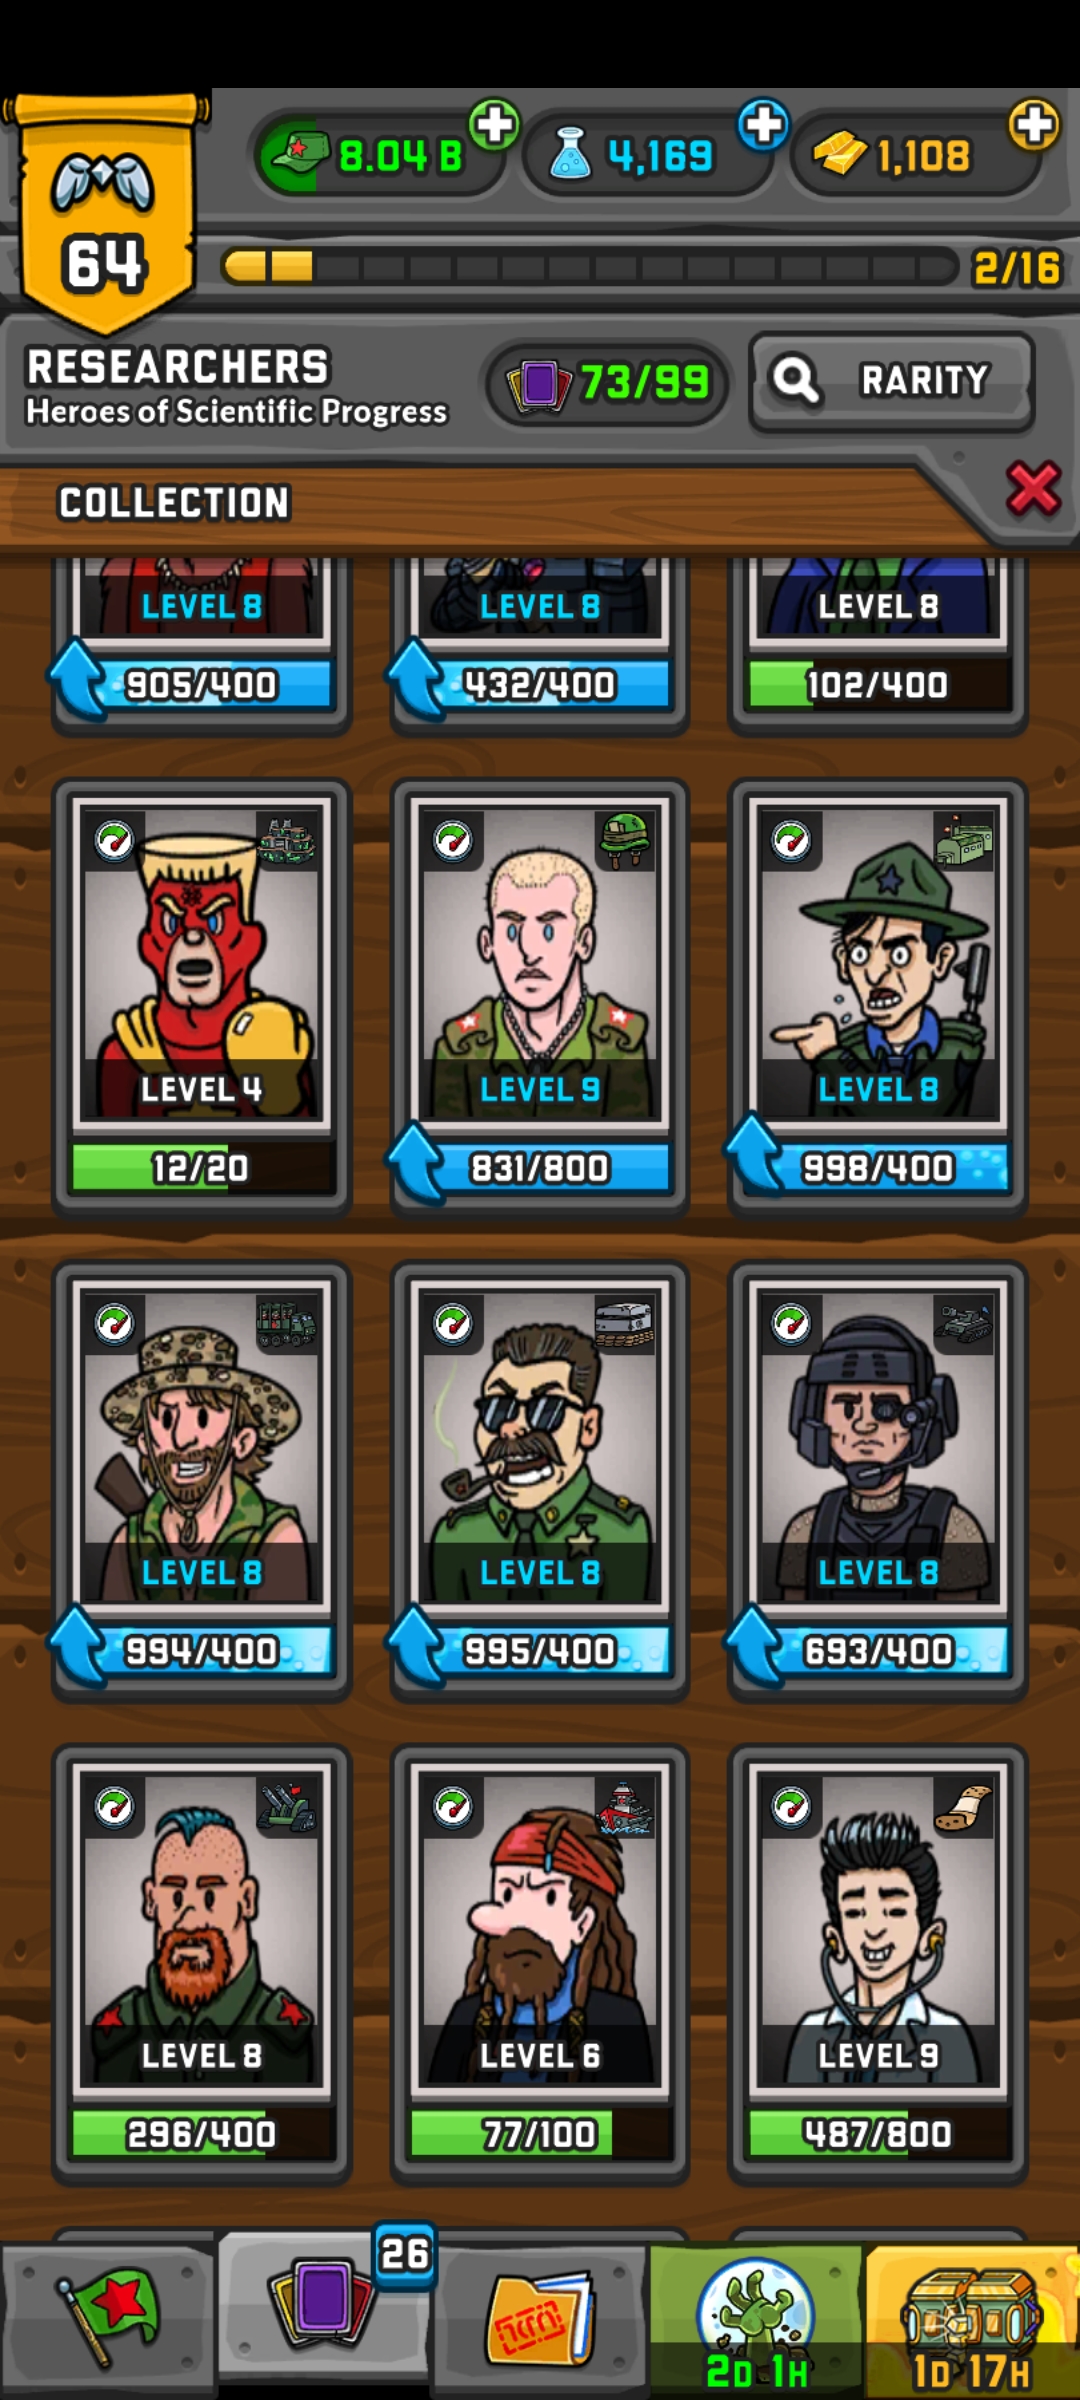 8.04 B
4,169
1,108
64
2/16
RESEARCHERS
Heroes of Scientific Progress
73/99
RARITY
COLLECTION
LEVEL 8
LEVEL 8
LEVEL 8
905/400
432/400
102/400
LEVEL 4
LEVEL 9
LEVEL 8
12/20
831/800
998/400
LEVEL 8
LEVEL 8
LEVEL 8
994/400
995/400
693/400
LEVEL 8
LEVEL 6
LEVEL 9
296/400
77/100
487/800
26
2D 1H
1D 17H